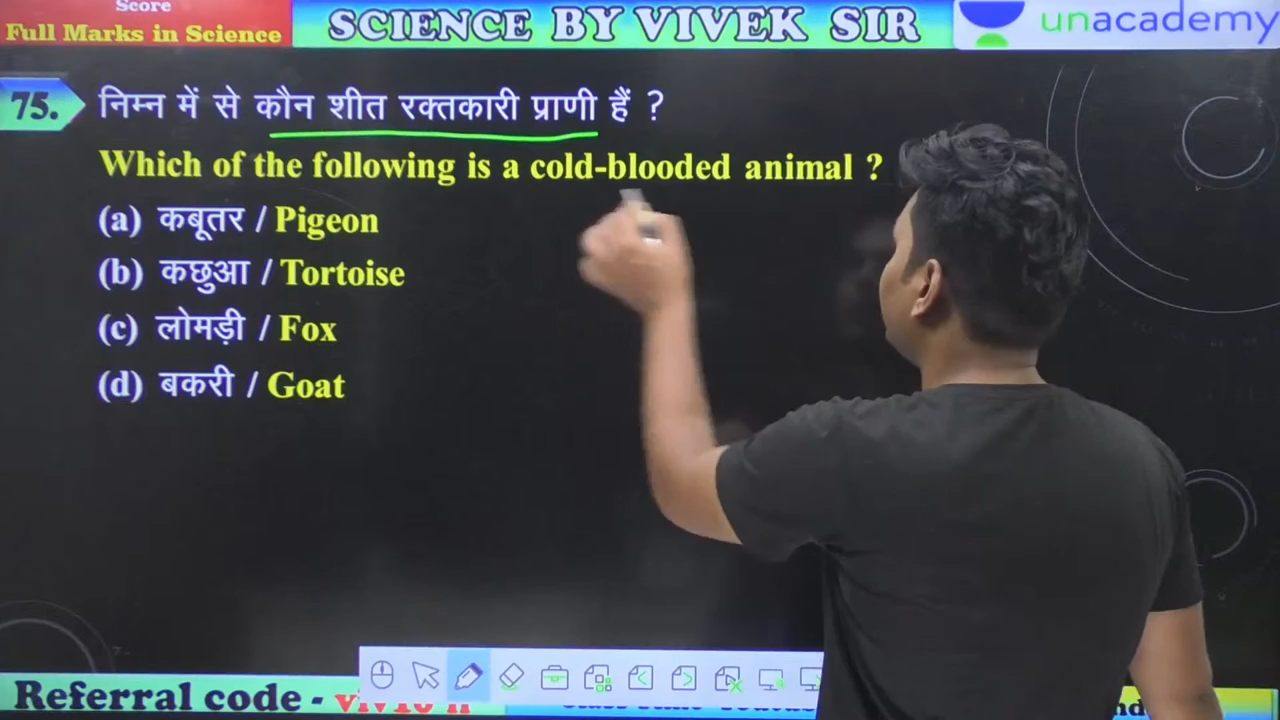 Score
Full Marks in Science
SCIENCE BY VIVEK SIR
unacademy
75. निम्न में से कौन शीत रक्तकारी प्राणी हैं ?
Which of the following is a cold-blooded animal ?
(a) कबूतर / Pigeon
(b) कछुआ / Tortoise
(c) लोमड़ी / Fox
(d) बकरी / Goat
Referral code -